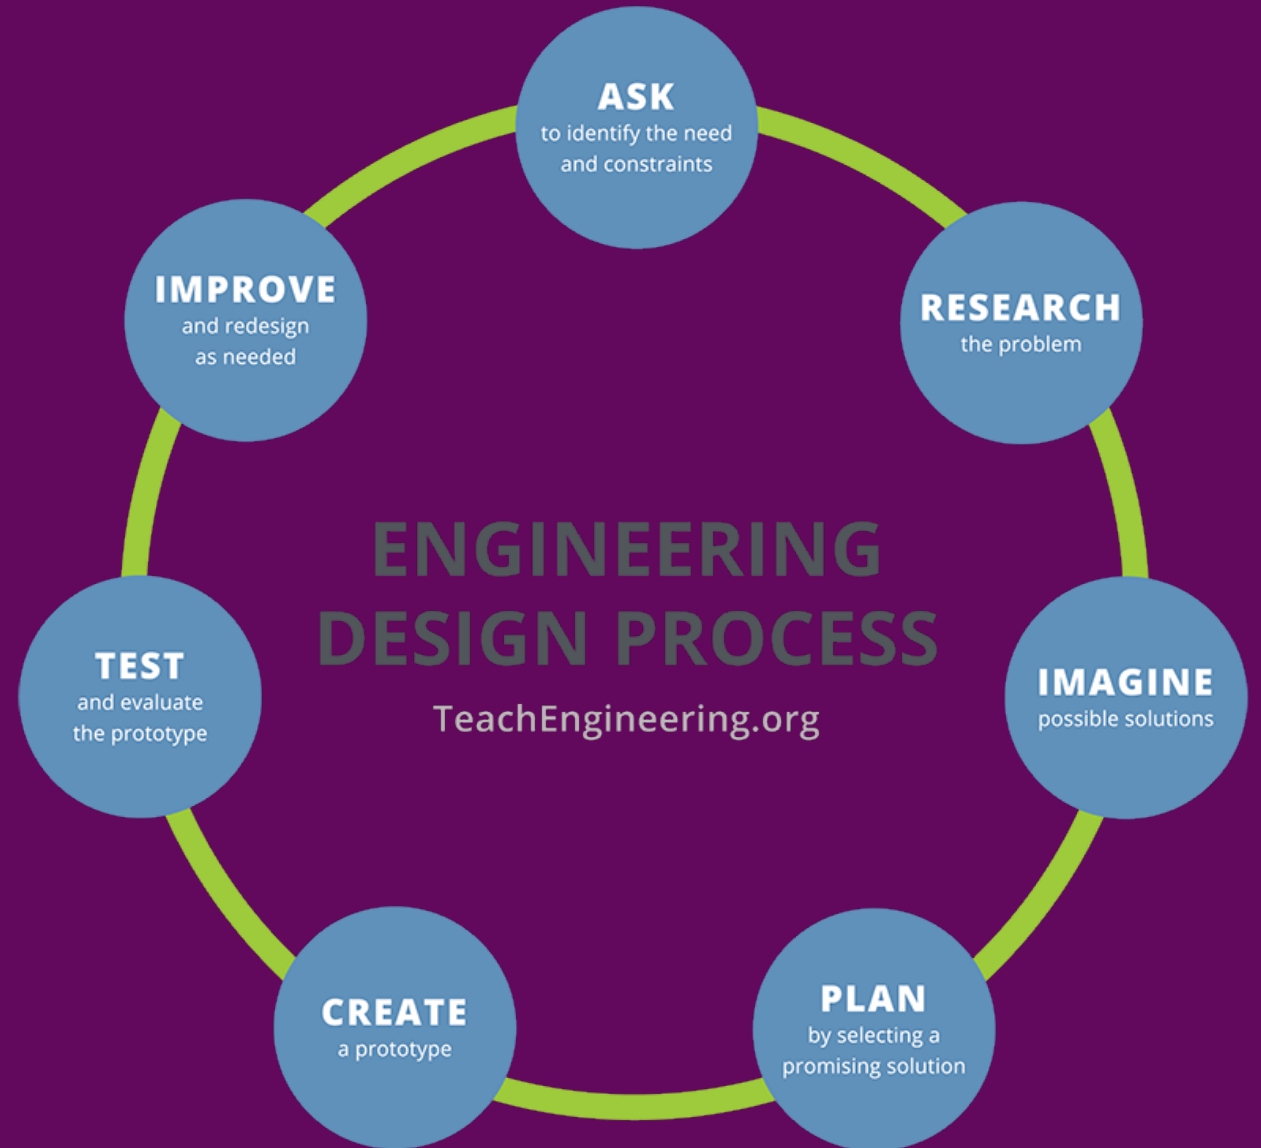 ASK
to identify the need
and constraints
RESEARCH
the problem
IMAGINE
possible solutions
PLAN
by selecting a
promising solution
CREATE
a prototype
TEST
and evaluate
the prototype
IMPROVE
and redesign
as needed
ENGINEERING
DESIGN PROCESS
TeachEngineering.org